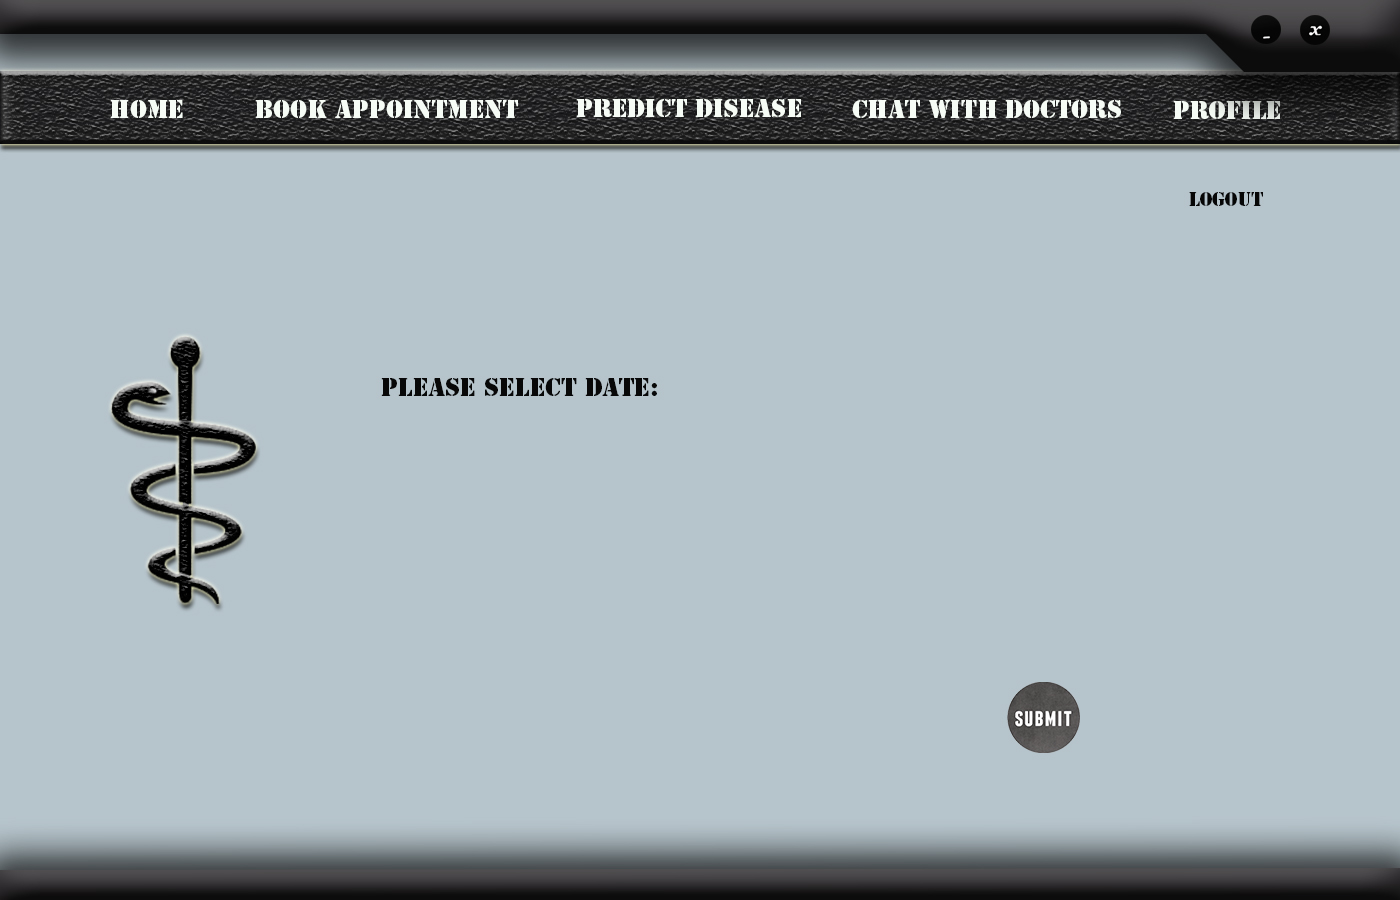 _ x
HOME BOOK APPOINTMENT PREDICT DISEASE CHAT WITH DOCTORS PROFILE
LOGOUT
PLEASE SELECT DATE:
SUBMIT